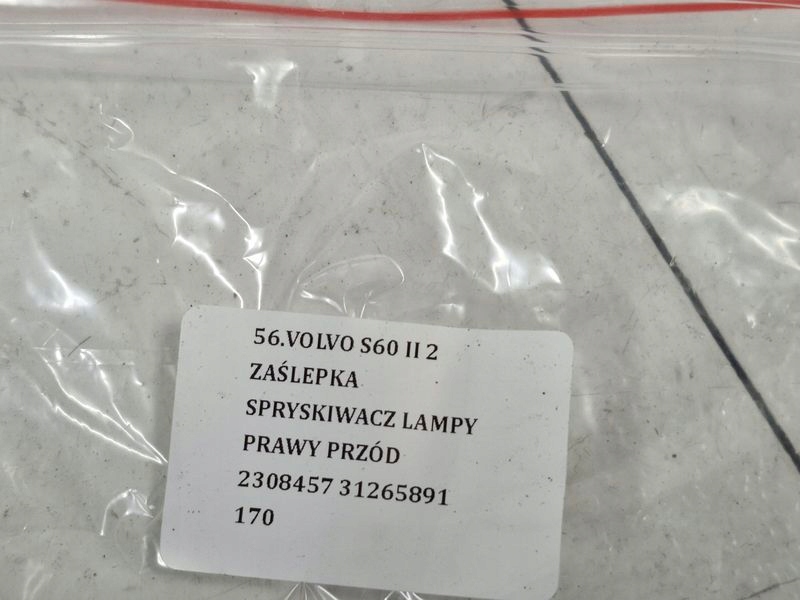 56.VOLVO S60 II 2
ZAŚLEPKA
SPRYSKIWACZ LAMPY
PRAWY PRZÓD
2308457 31265891
170